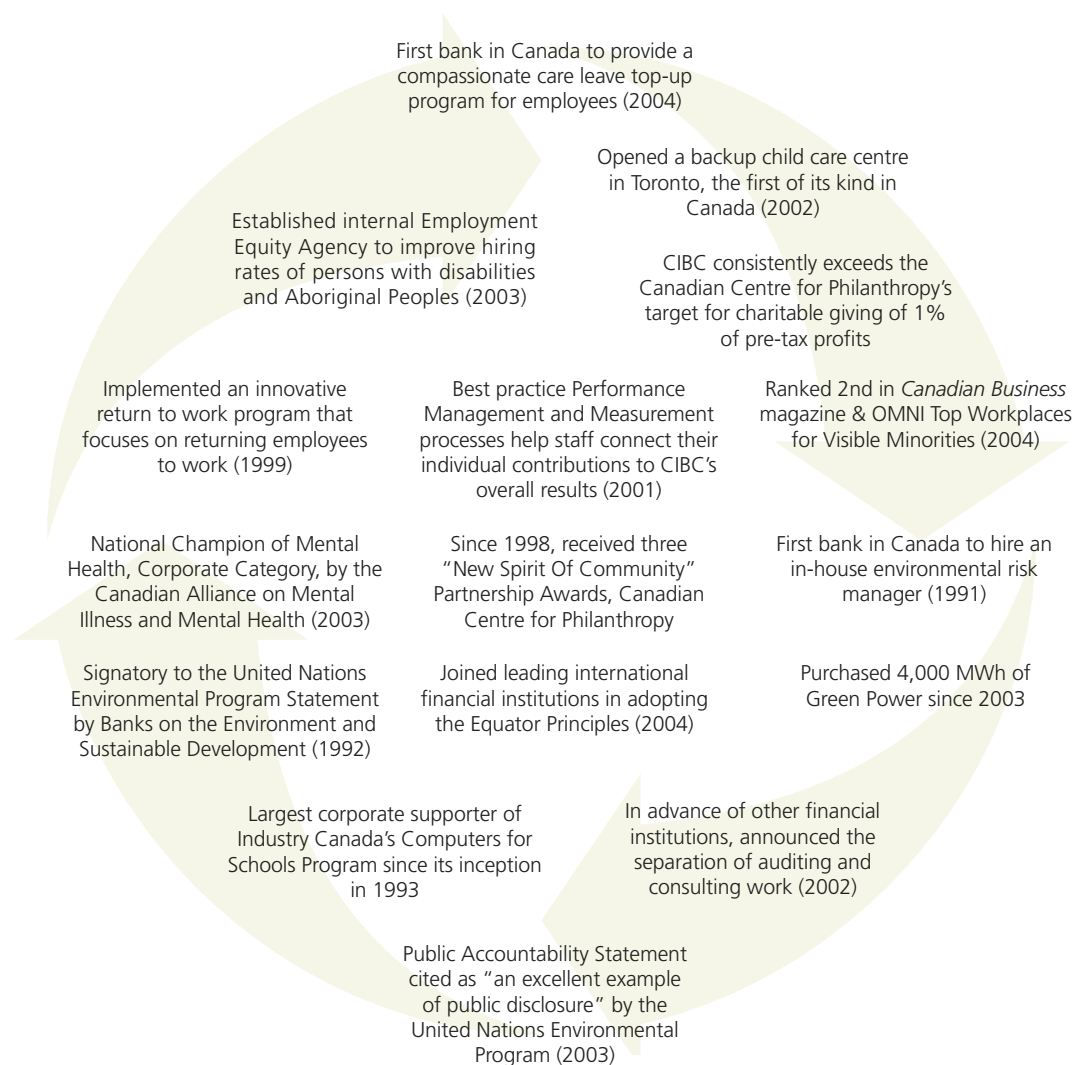 First bank in Canada to provide a
compassionate care leave top-up
program for employees (2004)
Opened a backup child care centre
in Toronto, the first of its kind in
Canada (2002)
Established internal Employment
Equity Agency to improve hiring
rates of persons with disabilities
and Aboriginal Peoples (2003)
CIBC consistently exceeds the
Canadian Centre for Philanthropy’s
target for charitable giving of 1%
of pre-tax profits
Implemented an innovative
return to work program that
focuses on returning employees
to work (1999)
Best practice Performance
Management and Measurement
processes help staff connect their
individual contributions to CIBC’s
overall results (2001)
Ranked 2nd in Canadian Business
magazine & OMNI Top Workplaces
for Visible Minorities (2004)
National Champion of Mental
Health, Corporate Category, by the
Canadian Alliance on Mental
Illness and Mental Health (2003)
Since 1998, received three
“New Spirit Of Community”
Partnership Awards, Canadian
Centre for Philanthropy
First bank in Canada to hire an
in-house environmental risk
manager (1991)
Signatory to the United Nations
Environmental Program Statement
by Banks on the Environment and
Sustainable Development (1992)
Joined leading international
financial institutions in adopting
the Equator Principles (2004)
Purchased 4,000 MWh of
Green Power since 2003
Largest corporate supporter of
Industry Canada’s Computers for
Schools Program since its inception
in 1993
In advance of other financial
institutions, announced the
separation of auditing and
consulting work (2002)
Public Accountability Statement
cited as “an excellent example
of public disclosure” by the
United Nations Environmental
Program (2003)